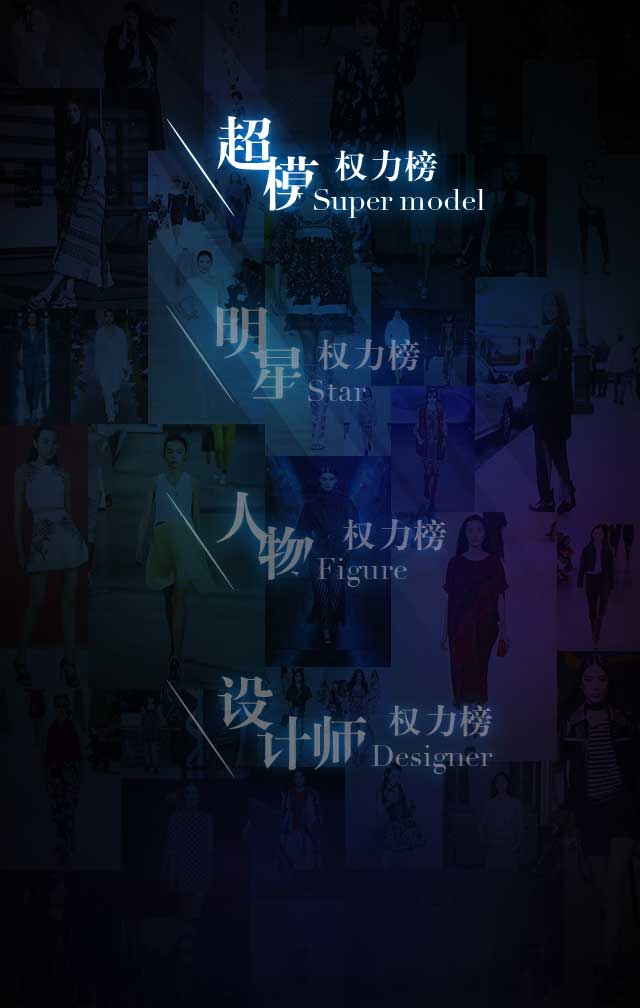 超模 权力榜
Super model
明星 权力榜
Star
人物 权力榜
Figure
设计师 权力榜
Designer